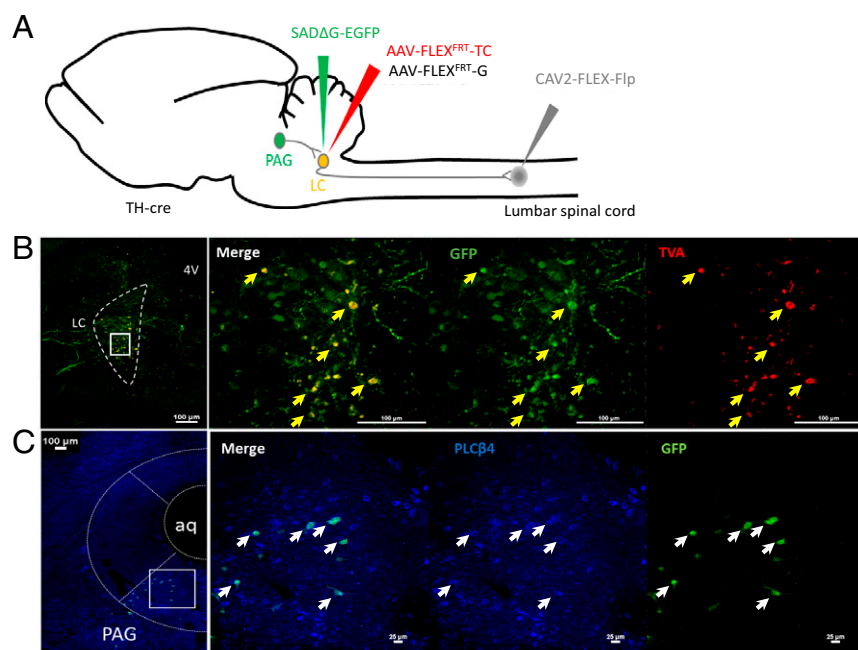 A
SADΔG-EGFP
AAV-FLEXFRT-TC
AAV-FLEXFRT-G
CAV2-FLEX-Flp
PAG
LC
TH-cre
Lumbar spinal cord
B
4V
LC
100 µm
Merge
100 µm
GFP
100 µm
TVA
100 µm
C
100 µm
aq
PAG
Merge
25 µm
PLCβ4
25 µm
GFP
25 µm